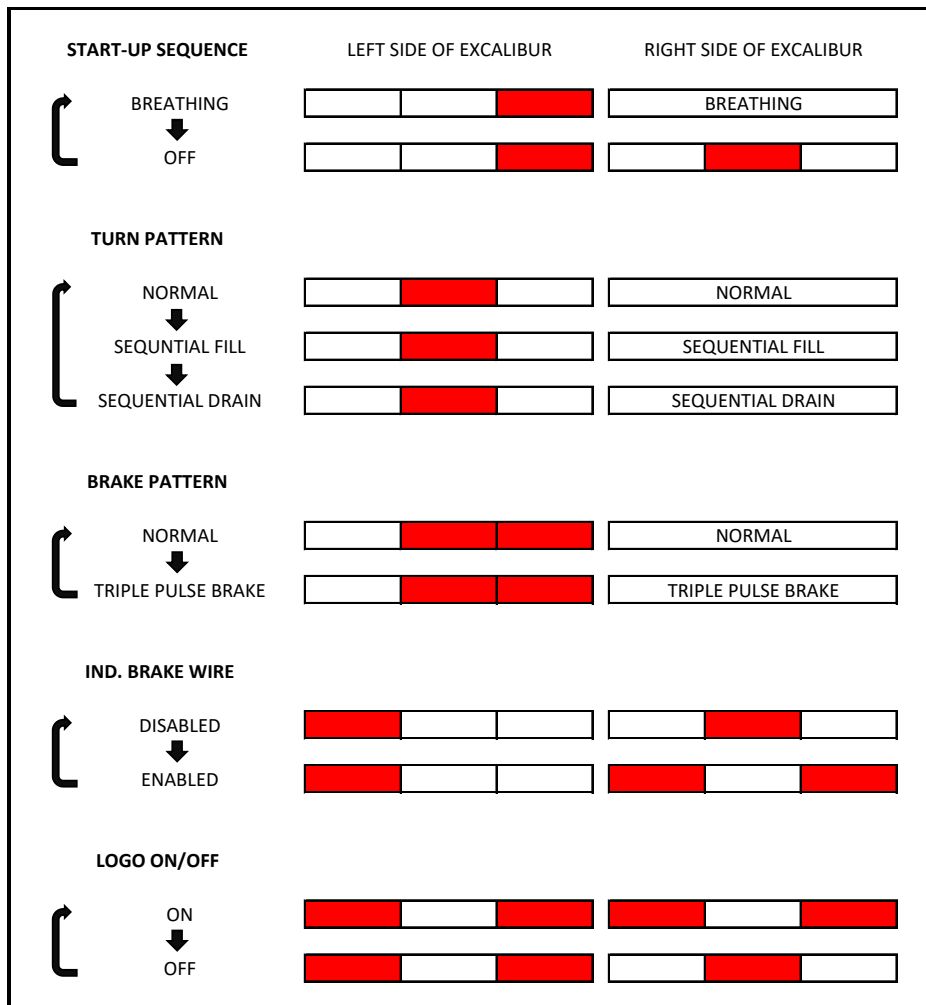 START-UP SEQUENCE LEFT SIDE OF EXCALIBUR RIGHT SIDE OF EXCALIBUR
BREATHING BREATHING
OFF
TURN PATTERN
NORMAL NORMAL
SEQUNTIAL FILL SEQUENTIAL FILL
SEQUENTIAL DRAIN SEQUENTIAL DRAIN
BRAKE PATTERN
NORMAL NORMAL
TRIPLE PULSE BRAKE TRIPLE PULSE BRAKE
IND. BRAKE WIRE
DISABLED
ENABLED
LOGO ON/OFF
ON
OFF